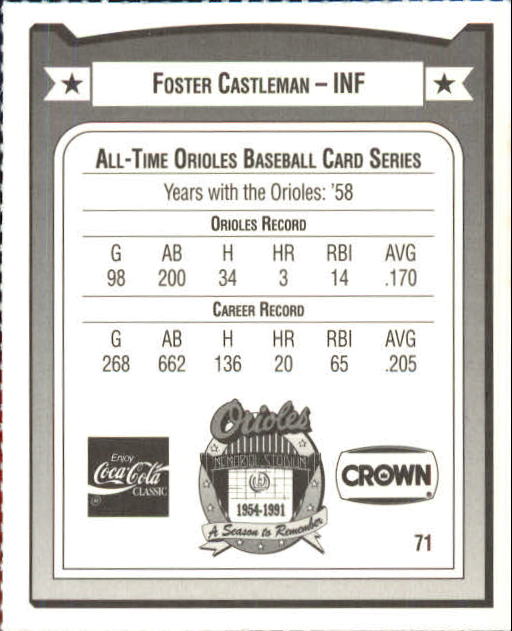 FOSTER CASTLEMAN – INF
ALL-TIME ORIOLES BASEBALL CARD SERIES
Years with the Orioles: '58
ORIOLES RECORD
G AB H HR RBI AVG
98 200 34 3 14 .170
CAREER RECORD
G AB H HR RBI AVG
268 662 136 20 65 .205
Orioles
MEMORIAL STADIUM
1954-1991
A Season to Remember
Enjoy
Coca-Cola
CLASSIC
CROWN
71